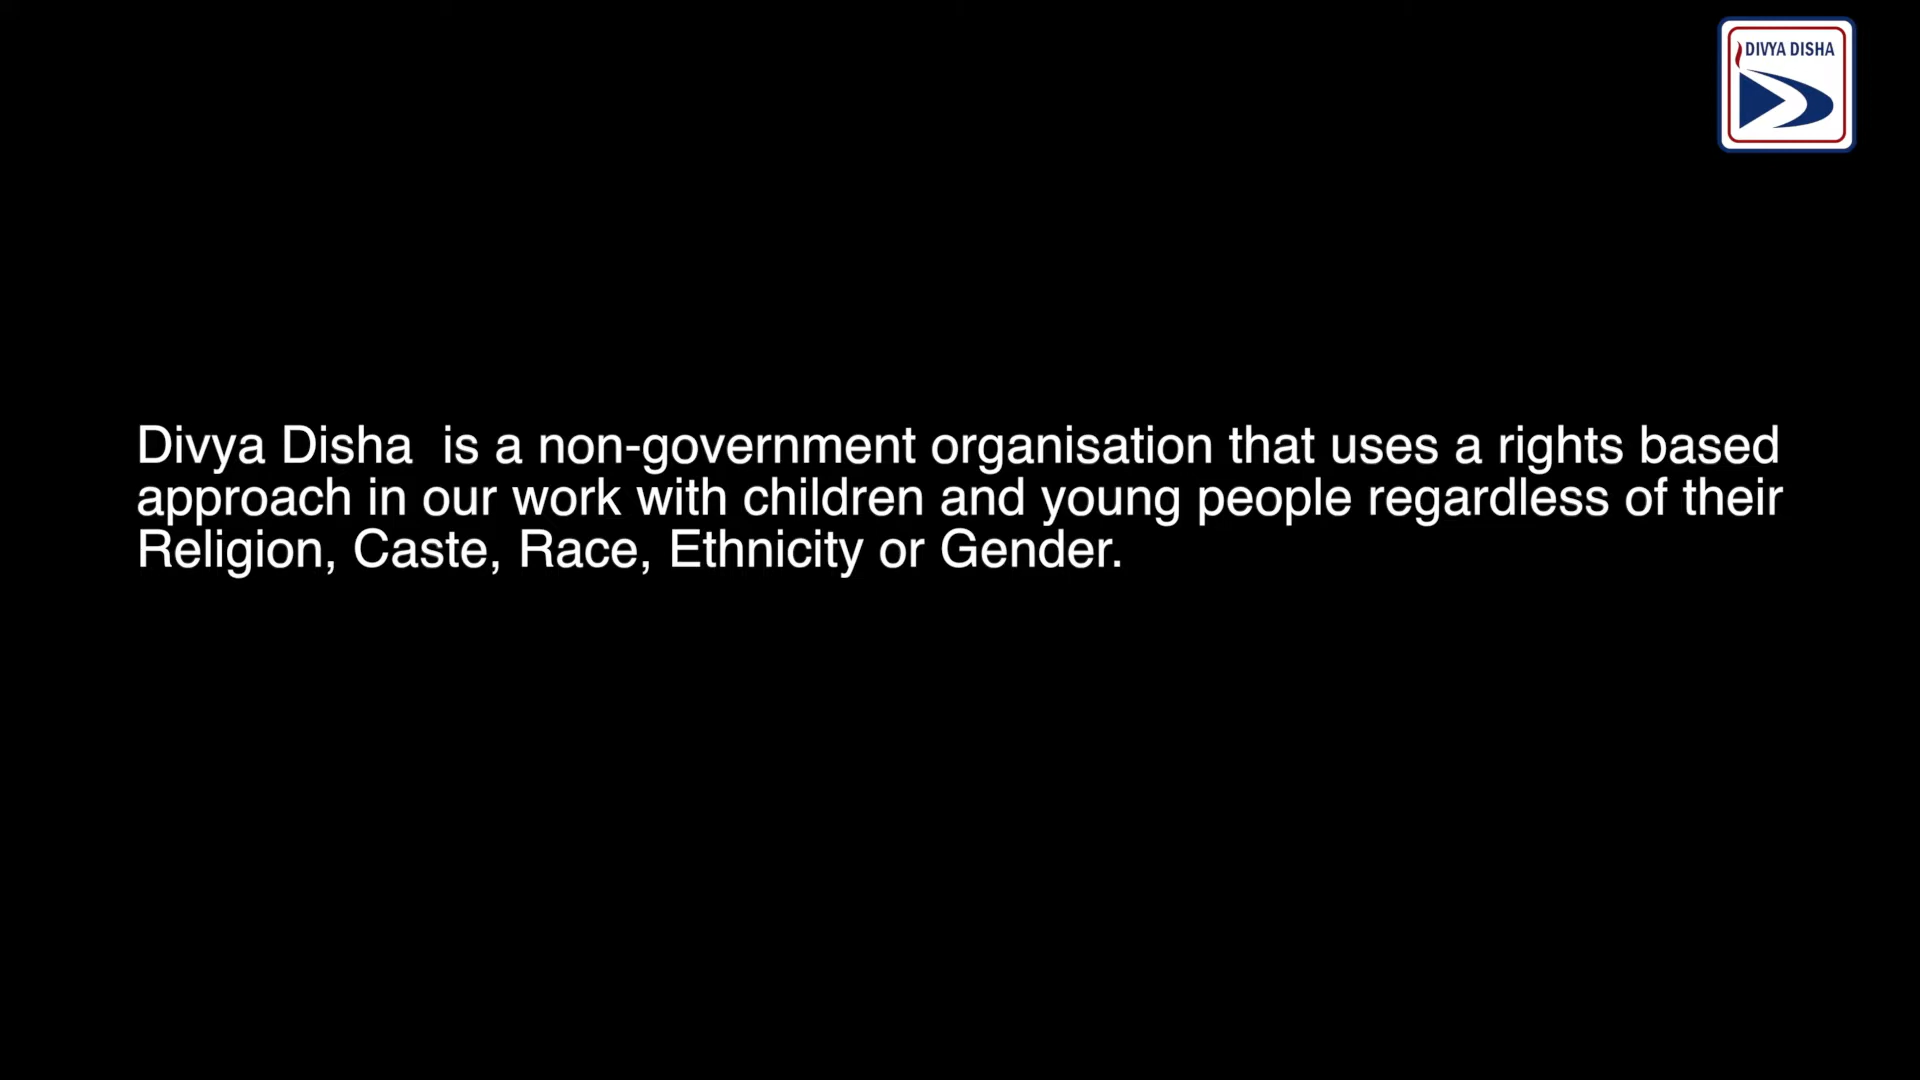 DIVYA DISHA
Divya Disha  is a non-government organisation that uses a rights based
approach in our work with children and young people regardless of their
Religion, Caste, Race, Ethnicity or Gender.